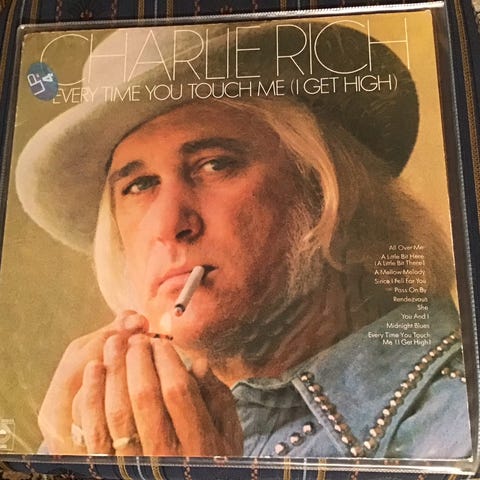 CHARLIE RICH
EVERY TIME YOU TOUCH ME (I GET HIGH)
All Over Me
A Little Bit Here
(A Little Bit There)
A Mellow Melody
Since I Fell For You
Pass On By
Rendezvous
She
You And I
Midnight Blues
Every Time You Touch
Me (I Get High)